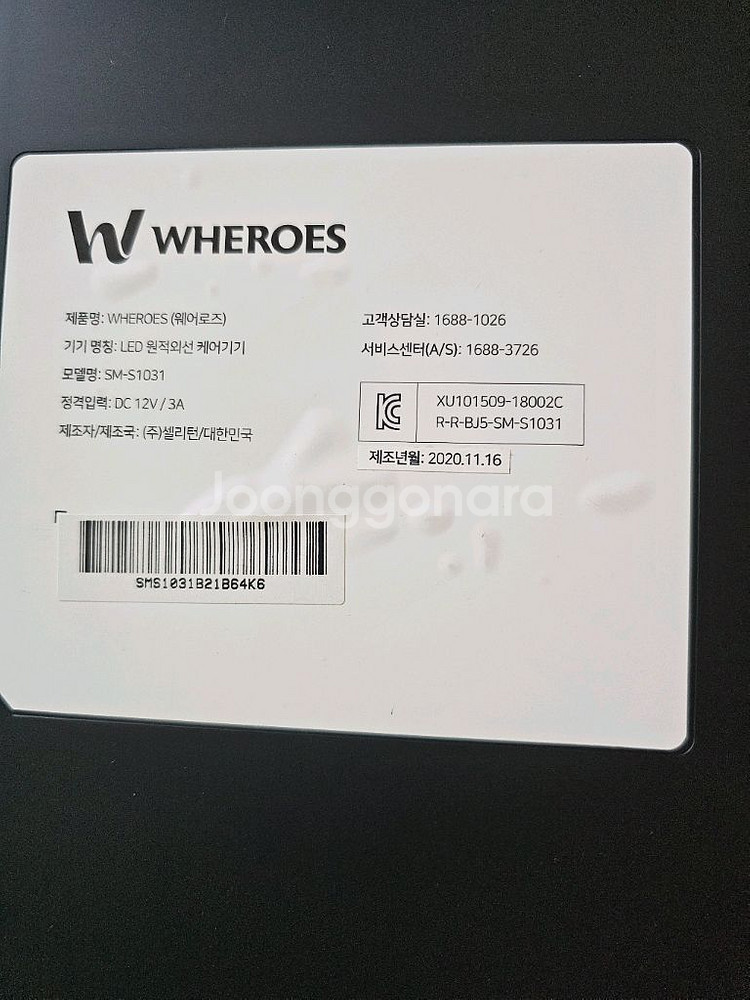 W WHEROES
제품명: WHEROES (웨어로즈)
기기 명칭: LED 원적외선 케어기기
모델명: SM-S1031
정격입력: DC 12V / 3A
제조자/제조국: (주)셀리턴/대한민국
고객상담실: 1688-1026
서비스센터(A/S): 1688-3726
XU101509-18002C
R-R-BJ5-SM-S1031
제조년월: 2020.11.16
Joonggonara
SMS1031B21B64K6